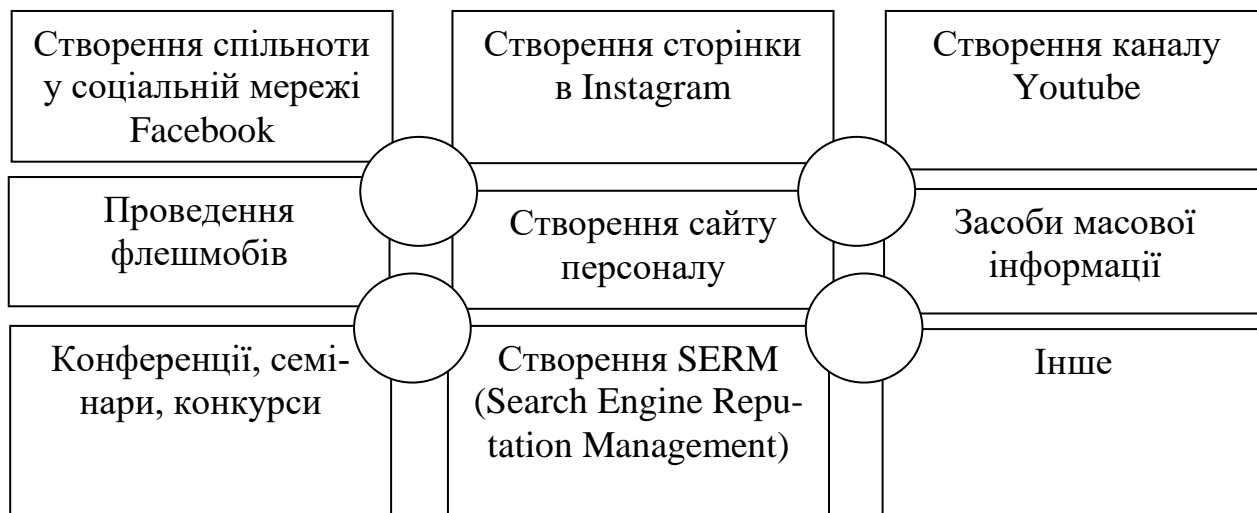 Створення спільноти
у соціальній мережі
Facebook
Створення сторінки
в Instagram
Створення каналу
Youtube
Проведення
флешмобів
Створення сайту
персоналу
Засоби масової
інформації
Конференції, семі-
нари, конкурси
Створення SERM
(Search Engine Repu-
tation Management)
Інше